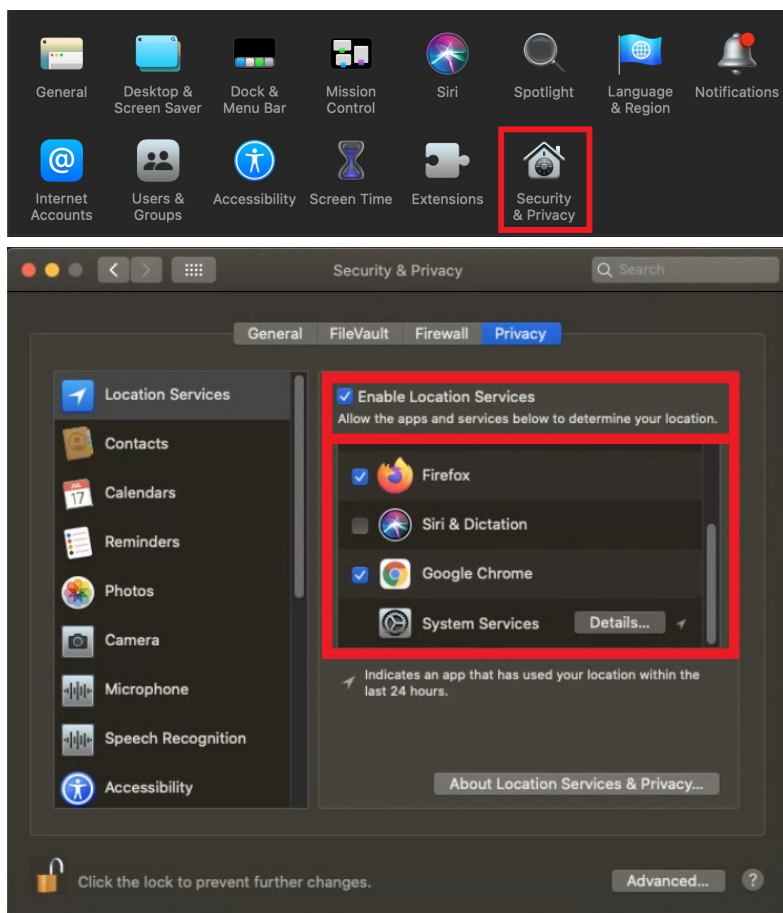 General
Desktop &
Screen Saver
Dock &
Menu Bar
Mission
Control
Siri
Spotlight
Language
& Region
Notifications
@
Internet
Accounts
Users &
Groups
Accessibility
Screen Time
Extensions
Security
& Privacy
Security & Privacy
Search
General
FileVault
Firewall
Privacy
Location Services
Contacts
JUL
17
Calendars
Reminders
Photos
Camera
Microphone
Speech Recognition
Accessibility
Enable Location Services
Allow the apps and services below to determine your location.
Firefox
Siri & Dictation
Google Chrome
System Services
Details...
Indicates an app that has used your location within the
last 24 hours.
About Location Services & Privacy...
Click the lock to prevent further changes.
Advanced...
?